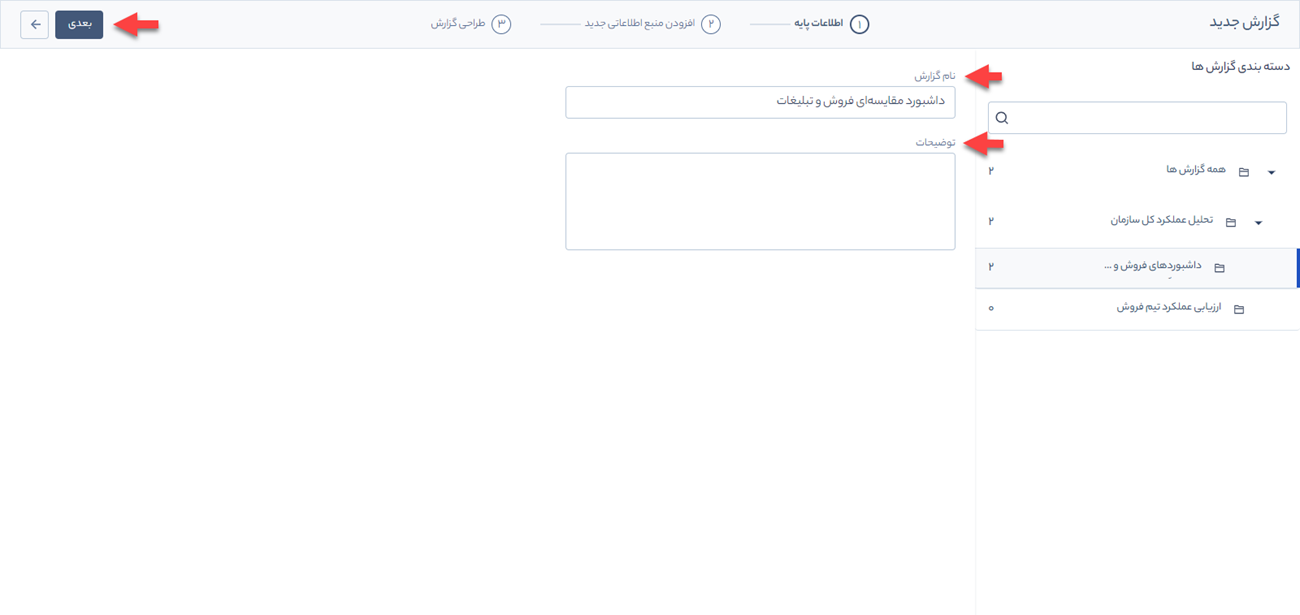 گزارش جدید
۱ اطلاعات پایه
۲ افزودن منبع اطلاعاتی جدید
۳ طراحی گزارش
بعدی
دسته بندی گزارش ها
همه گزارش ها ۲
تحلیل عملکرد کل سازمان ۲
داشبوردهای فروش و ... ۲
ارزیابی عملکرد تیم فروش ۰
نام گزارش
داشبورد مقایسه‌ای فروش و تبلیغات
توضیحات